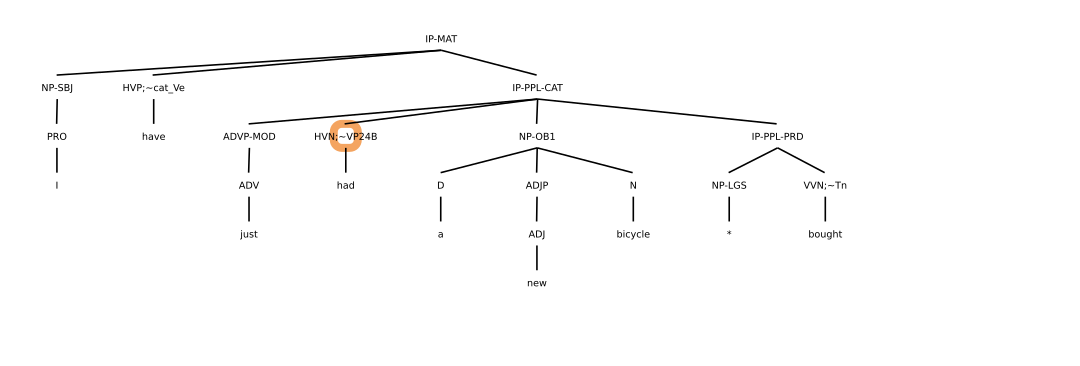 IP-MAT
NP-SBJ HVP;~cat_Ve IP-PPL-CAT
PRO have ADVP-MOD HVN;~VP24B NP-OB1 IP-PPL-PRD
I ADV had D ADJP N NP-LGS VVN;~Tn
just a ADJ bicycle * bought
new